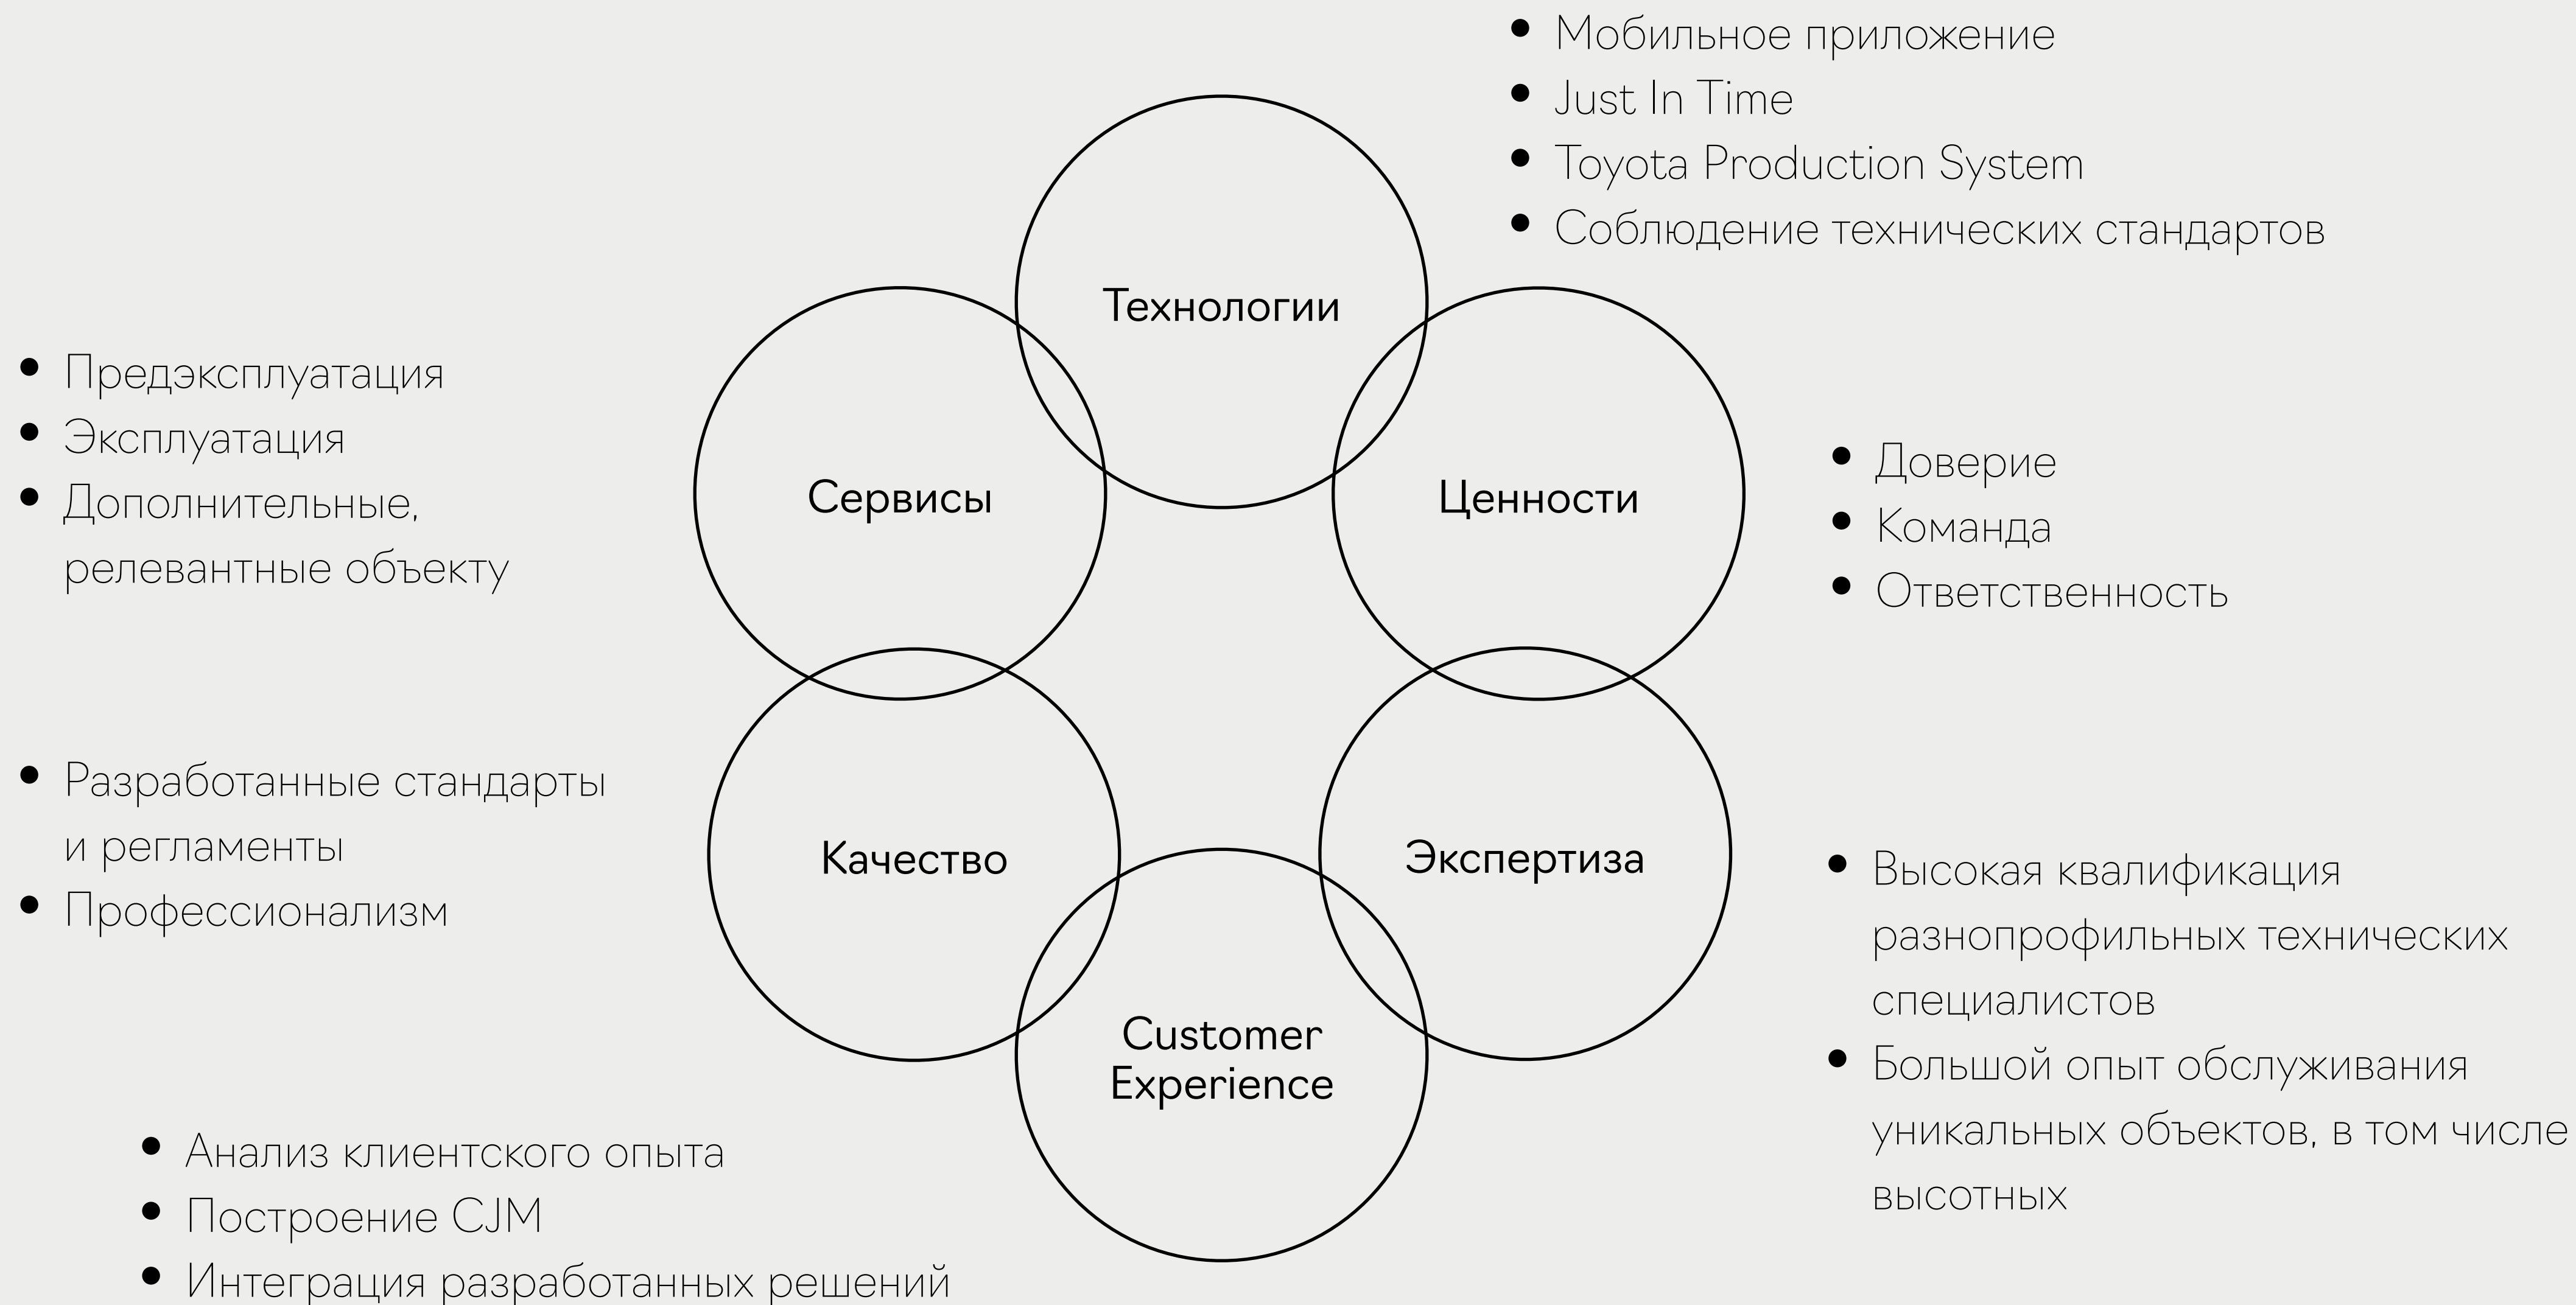 Мобильное приложение
Just In Time
Toyota Production System
Соблюдение технических стандартов
Технологии
Предэксплуатация
Эксплуатация
Дополнительные,
релевантные объекту
Сервисы
Ценности
Доверие
Команда
Ответственность
Разработанные стандарты
и регламенты
Профессионализм
Качество
Экспертиза
Высокая квалификация
разнопрофильных технических
специалистов
Большой опыт обслуживания
уникальных объектов, в том числе
высотных
Customer
Experience
Анализ клиентского опыта
Построение CJM
Интеграция разработанных решений